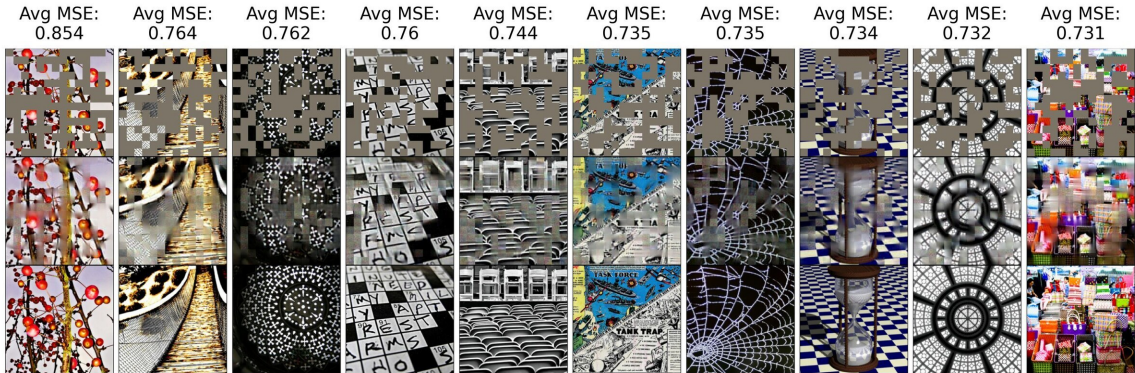 Avg MSE: 0.854
Avg MSE: 0.764
Avg MSE: 0.762
Avg MSE: 0.76
Avg MSE: 0.744
Avg MSE: 0.735
Avg MSE: 0.735
Avg MSE: 0.734
Avg MSE: 0.732
Avg MSE: 0.731
TASK FORCE
TANK TRAP